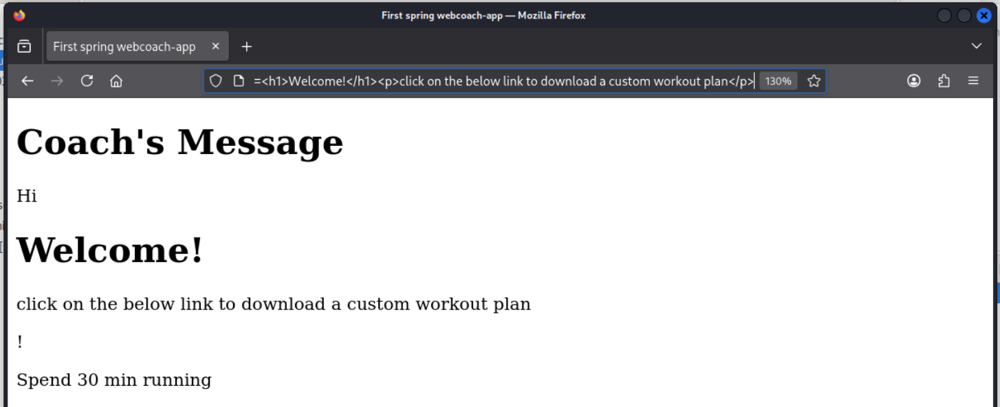 First spring webcoach-app — Mozilla Firefox
First spring webcoach-app
=<h1>Welcome!</h1><p>click on the below link to download a custom workout plan</p>
130%
Coach's Message
Hi
Welcome!
click on the below link to download a custom workout plan
!
Spend 30 min running